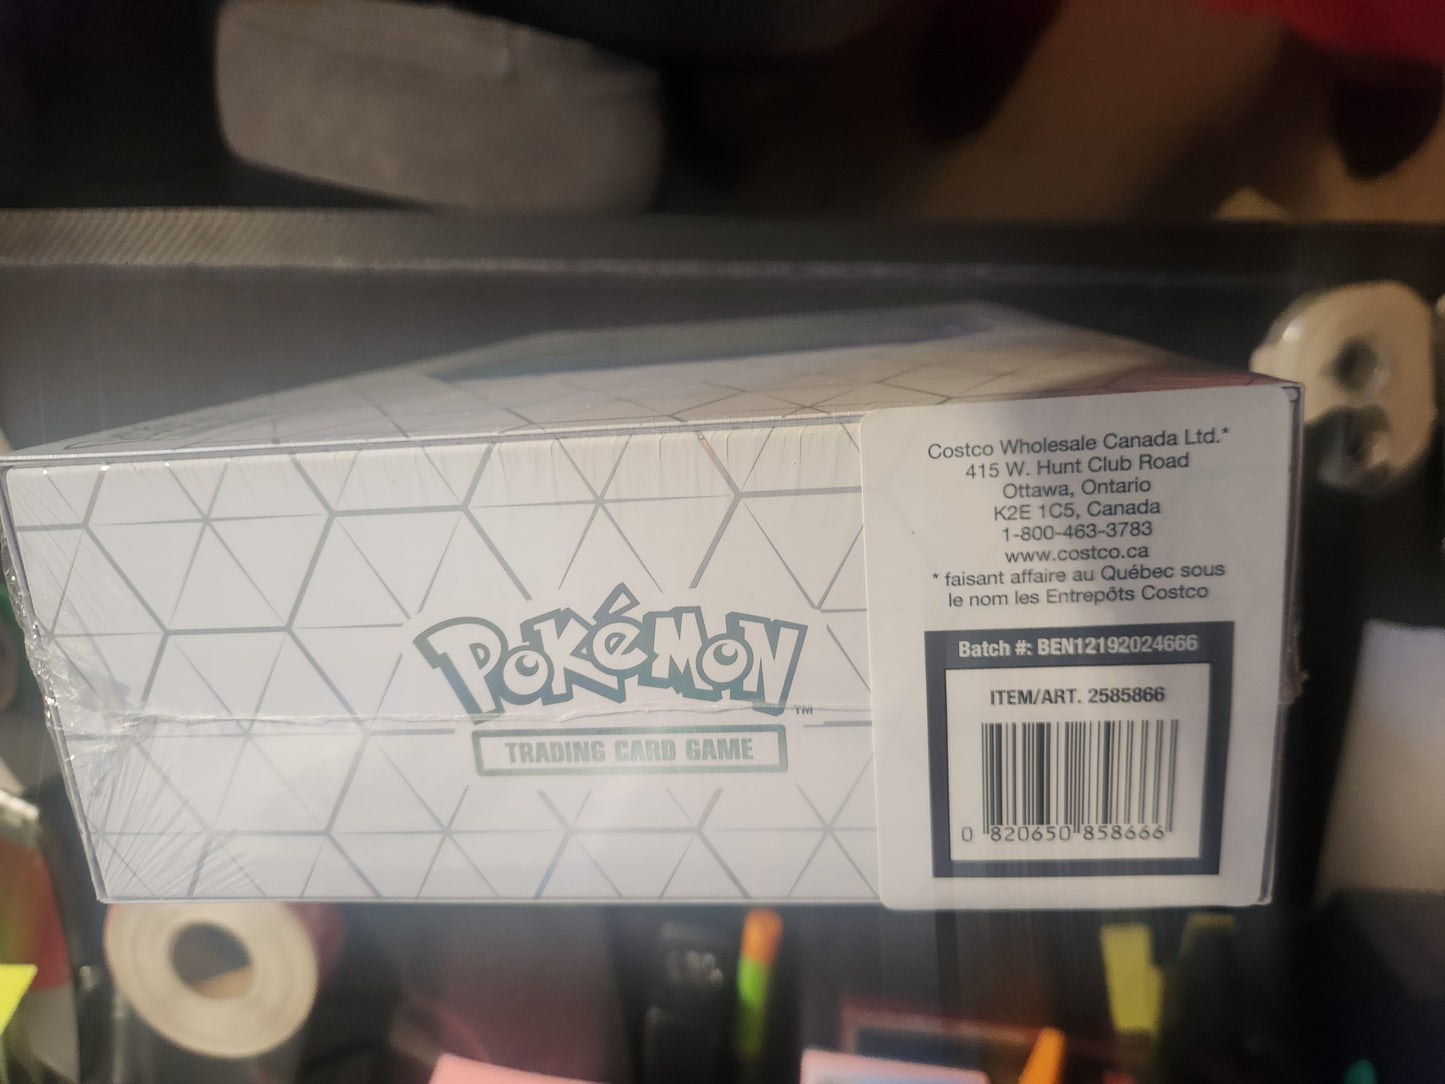 POKéMON
™
TRADING CARD GAME
Costco Wholesale Canada Ltd.*
415 W. Hunt Club Road
Ottawa, Ontario
K2E 1C5, Canada
1-800-463-3783
www.costco.ca
* faisant affaire au Québec sous
le nom les Entrepôts Costco
Batch #: BEN12192024666
ITEM/ART. 2585866
0 820650 858666